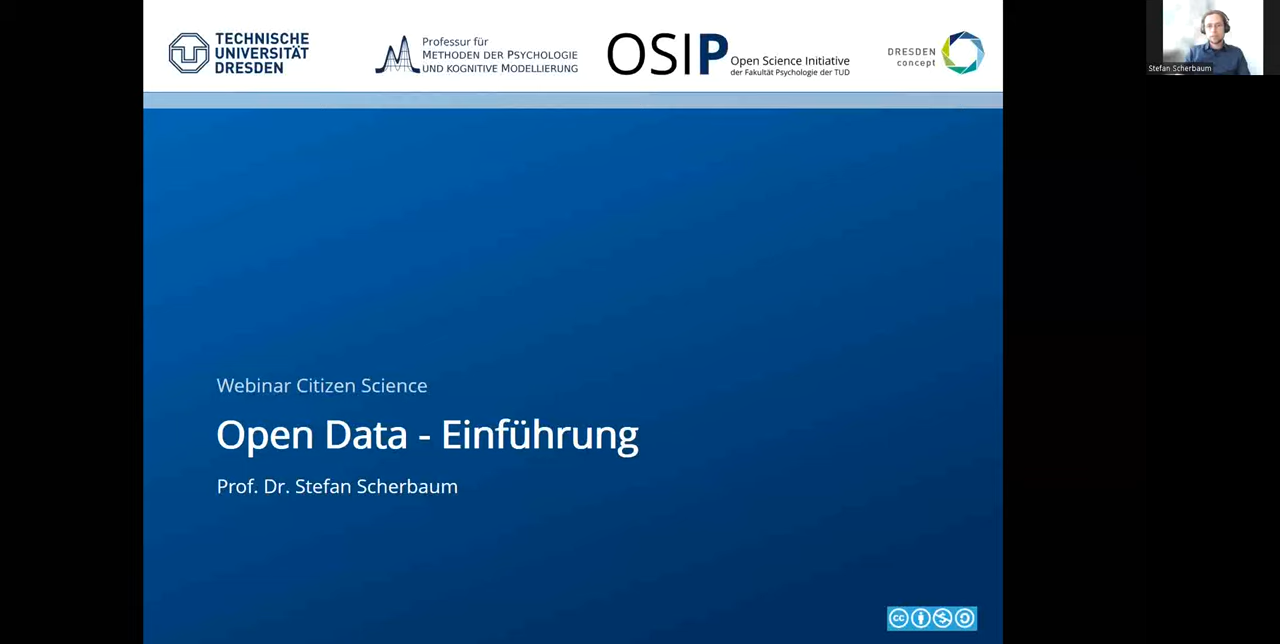 TECHNISCHE
UNIVERSITÄT
DRESDEN
Professur für
METHODEN DER PSYCHOLOGIE
UND KOGNITIVE MODELLIERUNG
OSIP Open Science Initiative
der Fakultät Psychologie der TUD
DRESDEN
concept
Stefan Scherbaum
Webinar Citizen Science
Open Data - Einführung
Prof. Dr. Stefan Scherbaum
cc